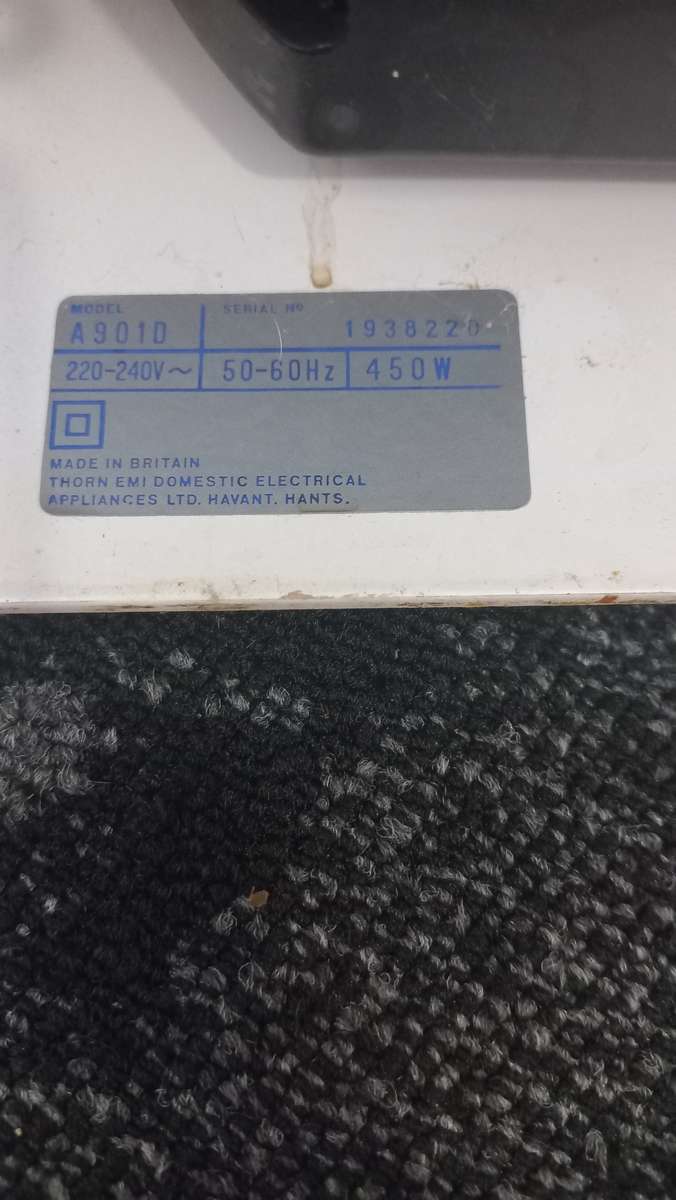 MODEL SERIAL Nº
A901D 1938220
220-240V~ 50-60Hz 450W
MADE IN BRITAIN
THORN EMI DOMESTIC ELECTRICAL
APPLIANCES LTD. HAVANT. HANTS.